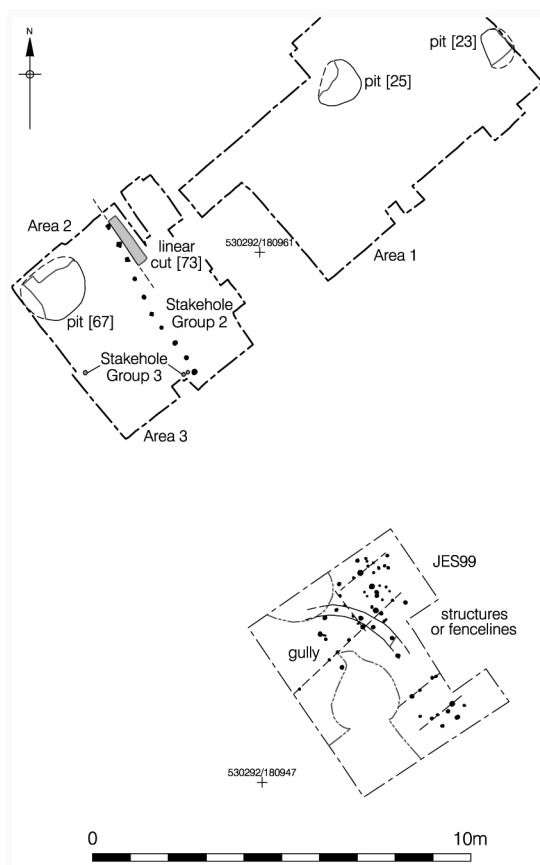 N
pit [23]
pit [25]
Area 2
linear
cut [73]
530292/180961
Area 1
Stakehole
Group 2
pit [67]
Stakehole
Group 3
Area 3
JES99
structures
or fencelines
gully
530292/180947
0
10m